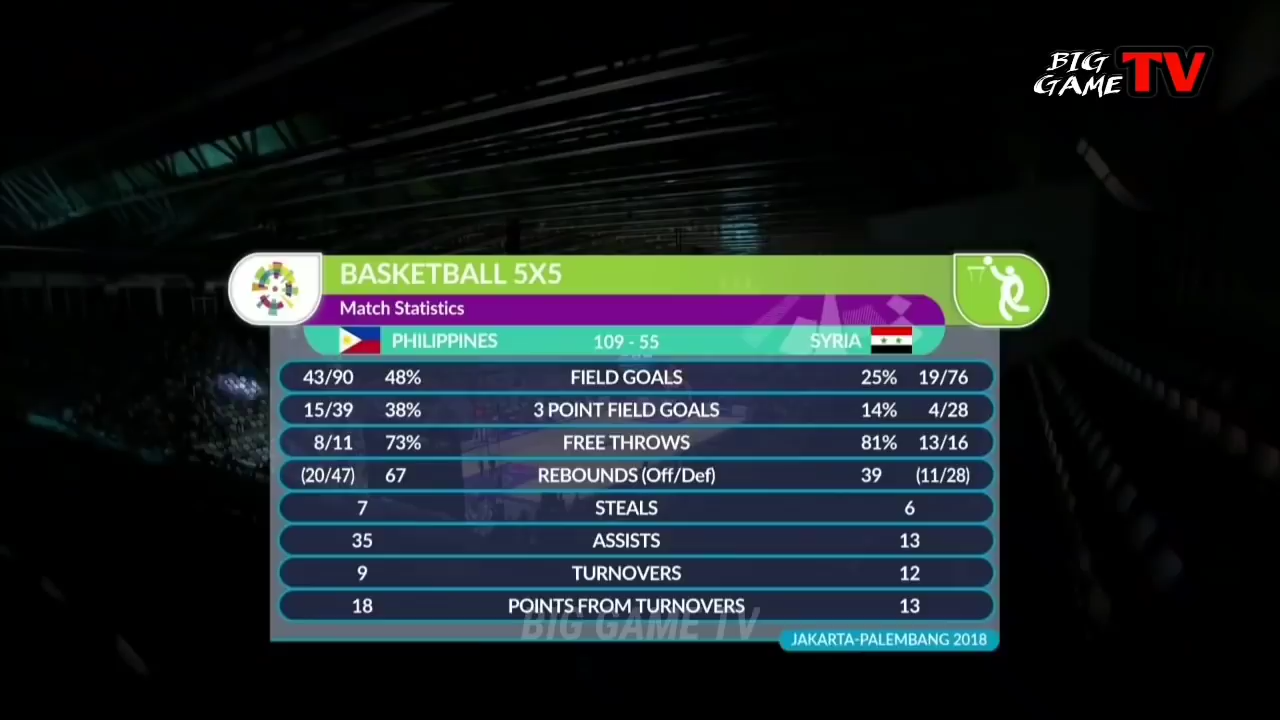 BIG
GAME TV
BASKETBALL 5X5
Match Statistics
PHILIPPINES 109 - 55 SYRIA
43/90 48% FIELD GOALS 25% 19/76
15/39 38% 3 POINT FIELD GOALS 14% 4/28
8/11 73% FREE THROWS 81% 13/16
(20/47) 67 REBOUNDS (Off/Def) 39 (11/28)
7 STEALS 6
35 ASSISTS 13
9 TURNOVERS 12
18 POINTS FROM TURNOVERS 13
BIG GAME TV
JAKARTA-PALEMBANG 2018